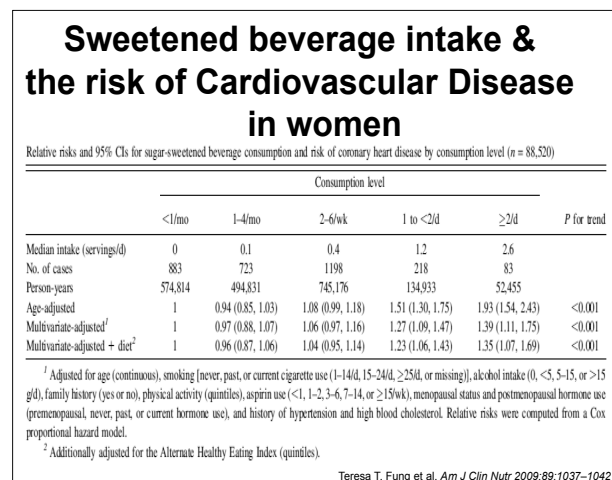 Sweetened beverage intake &
the risk of Cardiovascular Disease
in women
Relative risks and 95% CIs for sugar-sweetened beverage consumption and risk of coronary heart disease by consumption level (n = 88,520)
Consumption level
<1/mo 1–4/mo 2–6/wk 1 to <2/d ≥2/d P for trend
Median intake (servings/d) 0 0.1 0.4 1.2 2.6
No. of cases 883 723 1198 218 83
Person-years 574,814 494,831 745,176 134,933 52,455
Age-adjusted 1 0.94 (0.85, 1.03) 1.08 (0.99, 1.18) 1.51 (1.30, 1.75) 1.93 (1.54, 2.43) <0.001
Multivariate-adjusted¹ 1 0.97 (0.88, 1.07) 1.06 (0.97, 1.16) 1.27 (1.09, 1.47) 1.39 (1.11, 1.75) <0.001
Multivariate-adjusted + diet² 1 0.96 (0.87, 1.06) 1.04 (0.95, 1.14) 1.23 (1.06, 1.43) 1.35 (1.07, 1.69) <0.001
¹ Adjusted for age (continuous), smoking [never, past, or current cigarette use (1–14/d, 15–24/d, ≥25/d, or missing)], alcohol intake (0, <5, 5–15, or >15
g/d), family history (yes or no), physical activity (quintiles), aspirin use (<1, 1–2, 3–6, 7–14, or ≥15/wk), menopausal status and postmenopausal hormone use
(premenopausal, never, past, or current hormone use), and history of hypertension and high blood cholesterol. Relative risks were computed from a Cox
proportional hazard model.
² Additionally adjusted for the Alternate Healthy Eating Index (quintiles).
Teresa T. Fung et al. Am J Clin Nutr 2009;89:1037–1042